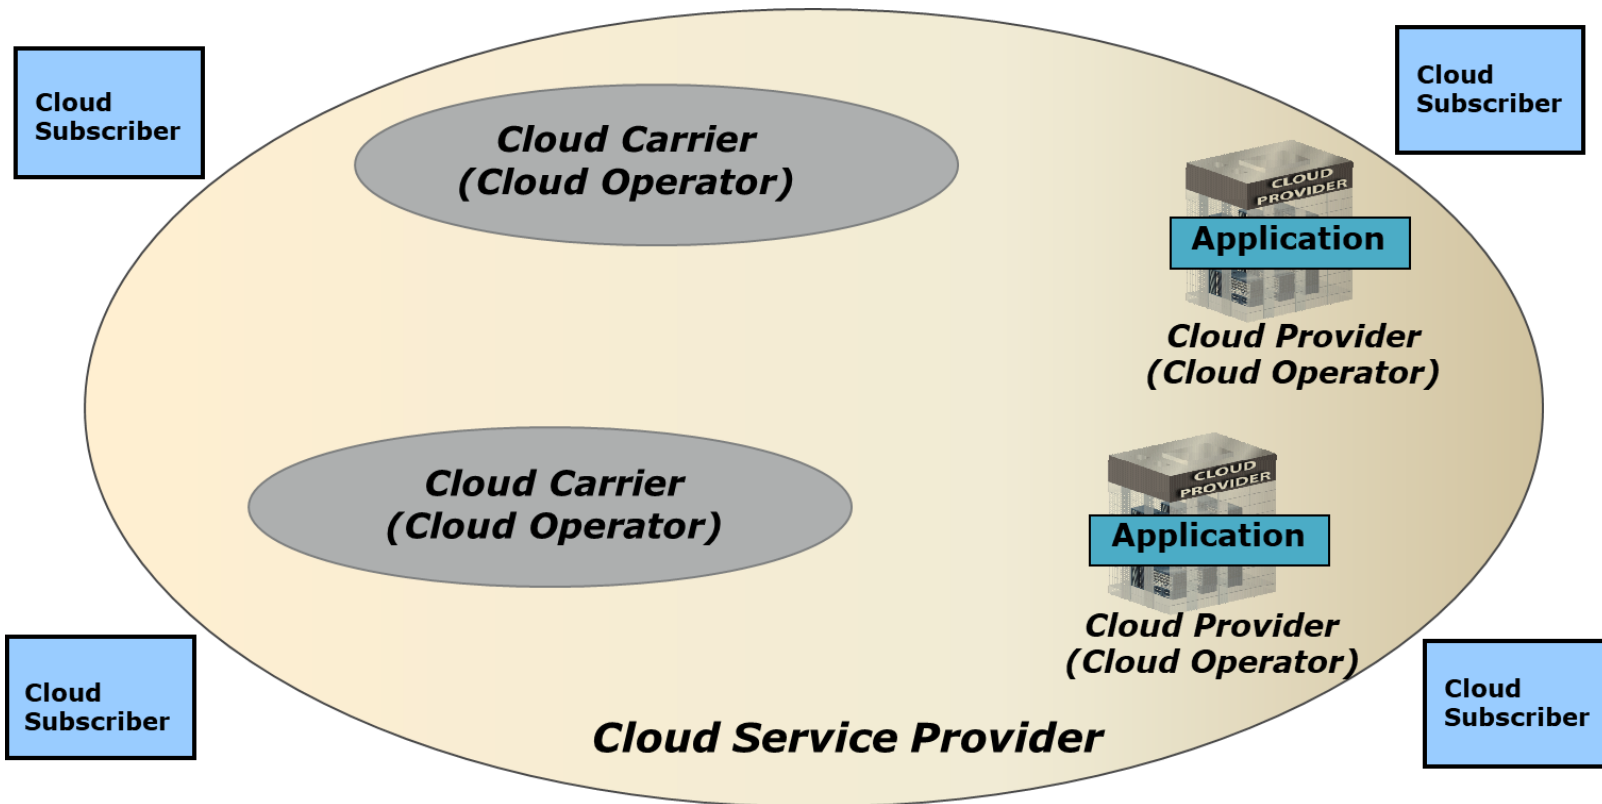 Cloud
Subscriber
Cloud
Subscriber
Cloud Carrier
(Cloud Operator)
CLOUD
PROVIDER
Application
Cloud Provider
(Cloud Operator)
Cloud Carrier
(Cloud Operator)
CLOUD
PROVIDER
Application
Cloud Provider
(Cloud Operator)
Cloud
Subscriber
Cloud
Subscriber
Cloud Service Provider